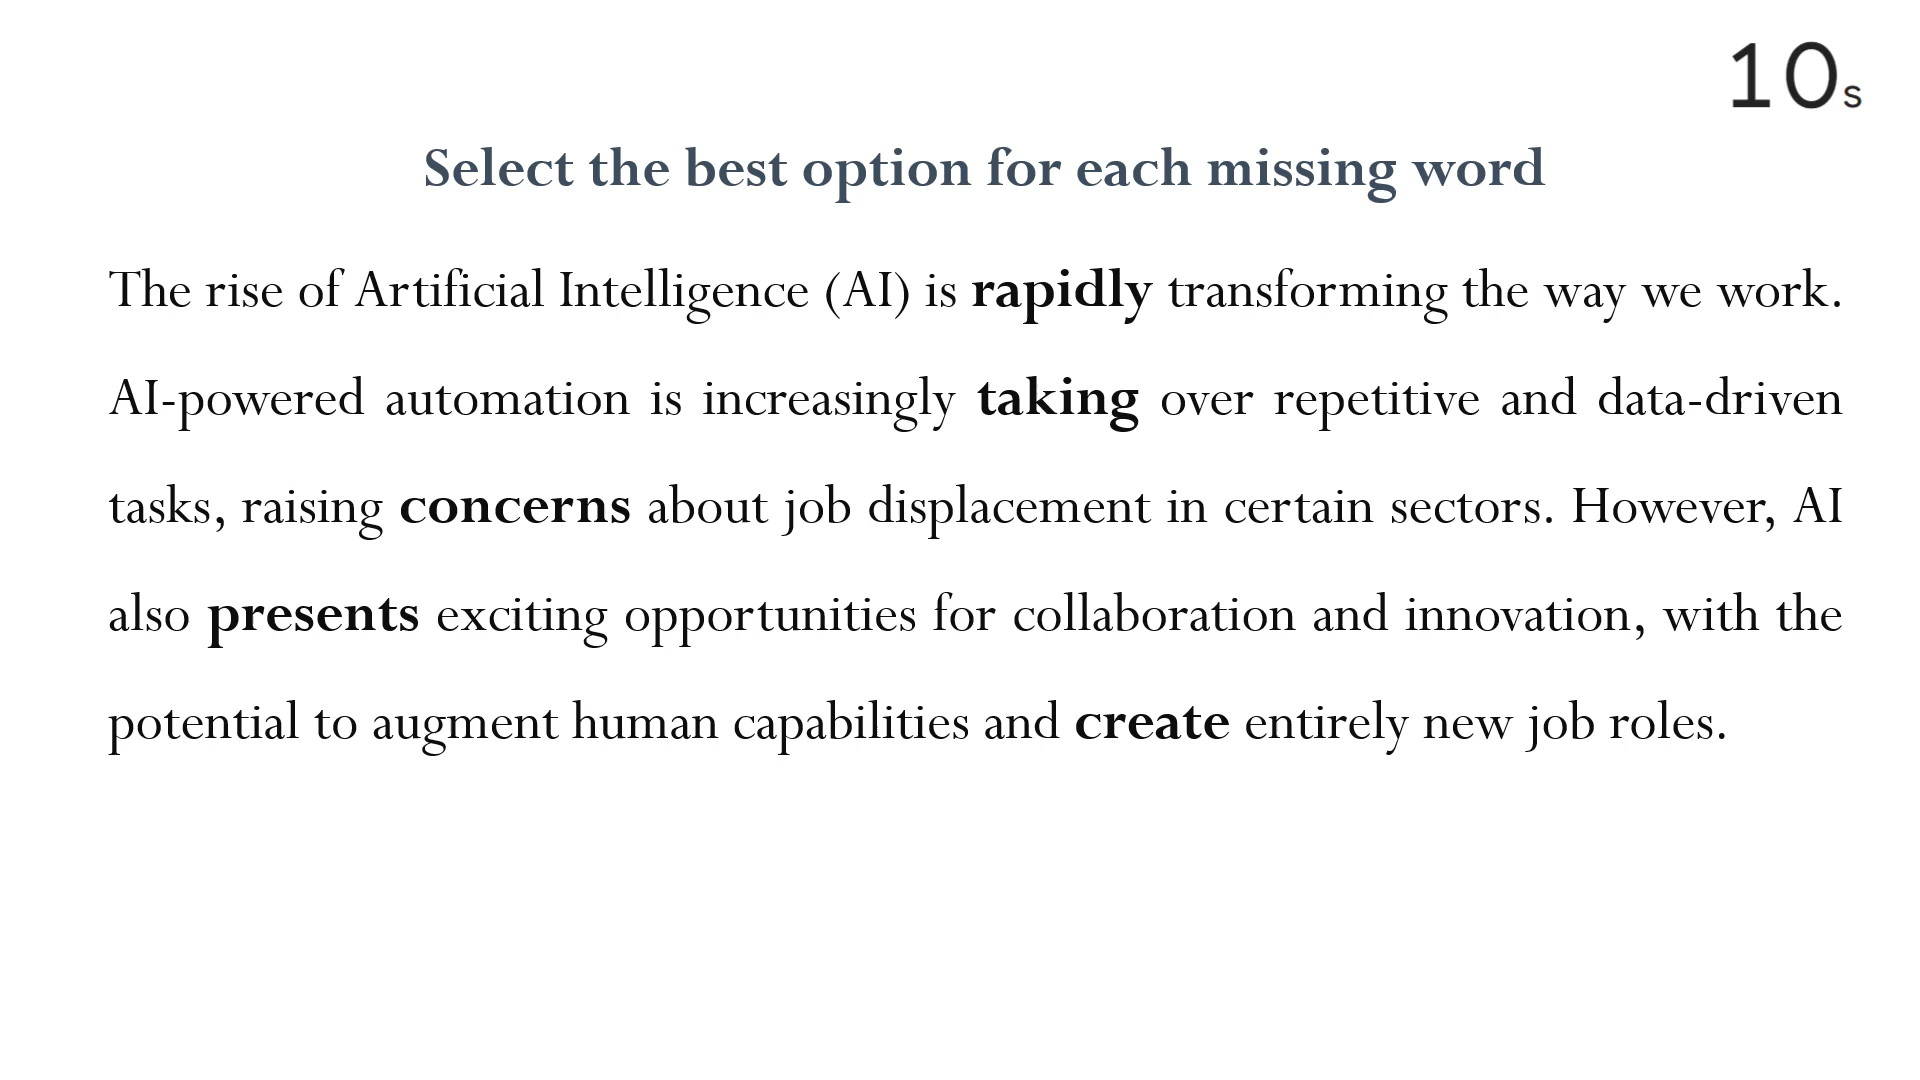 10s
Select the best option for each missing word
The rise of Artificial Intelligence (AI) is rapidly transforming the way we work.
AI-powered automation is increasingly taking over repetitive and data-driven
tasks, raising concerns about job displacement in certain sectors. However, AI
also presents exciting opportunities for collaboration and innovation, with the
potential to augment human capabilities and create entirely new job roles.